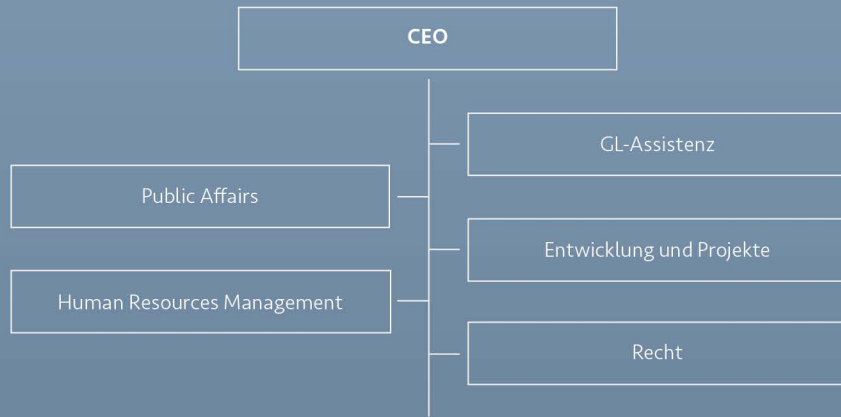 CEO
GL-Assistenz
Public Affairs
Entwicklung und Projekte
Human Resources Management
Recht